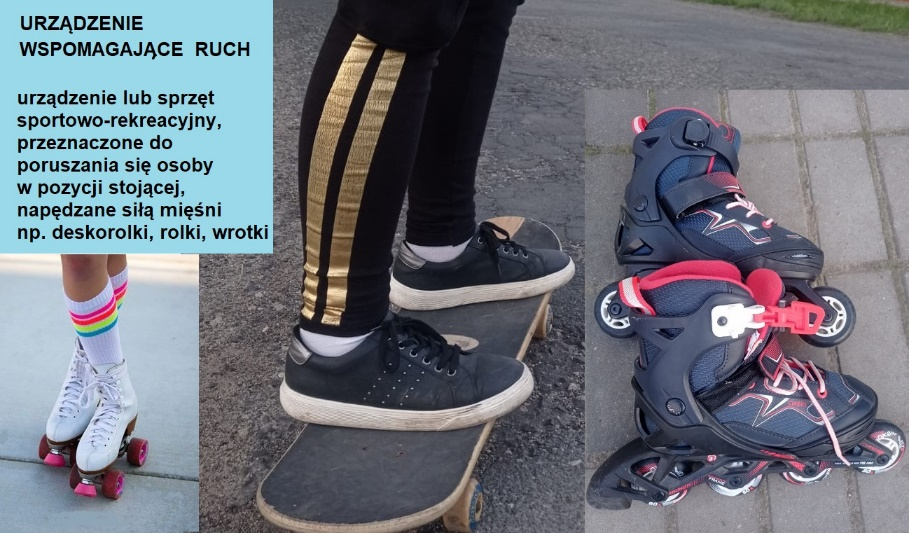 URZĄDZENIE
WSPOMAGAJĄCE RUCH
urządzenie lub sprzęt
sportowo-rekreacyjny,
przeznaczone do
poruszania się osoby
w pozycji stojącej,
napędzane siłą mięśni
np. deskorolki, rolki, wrotki